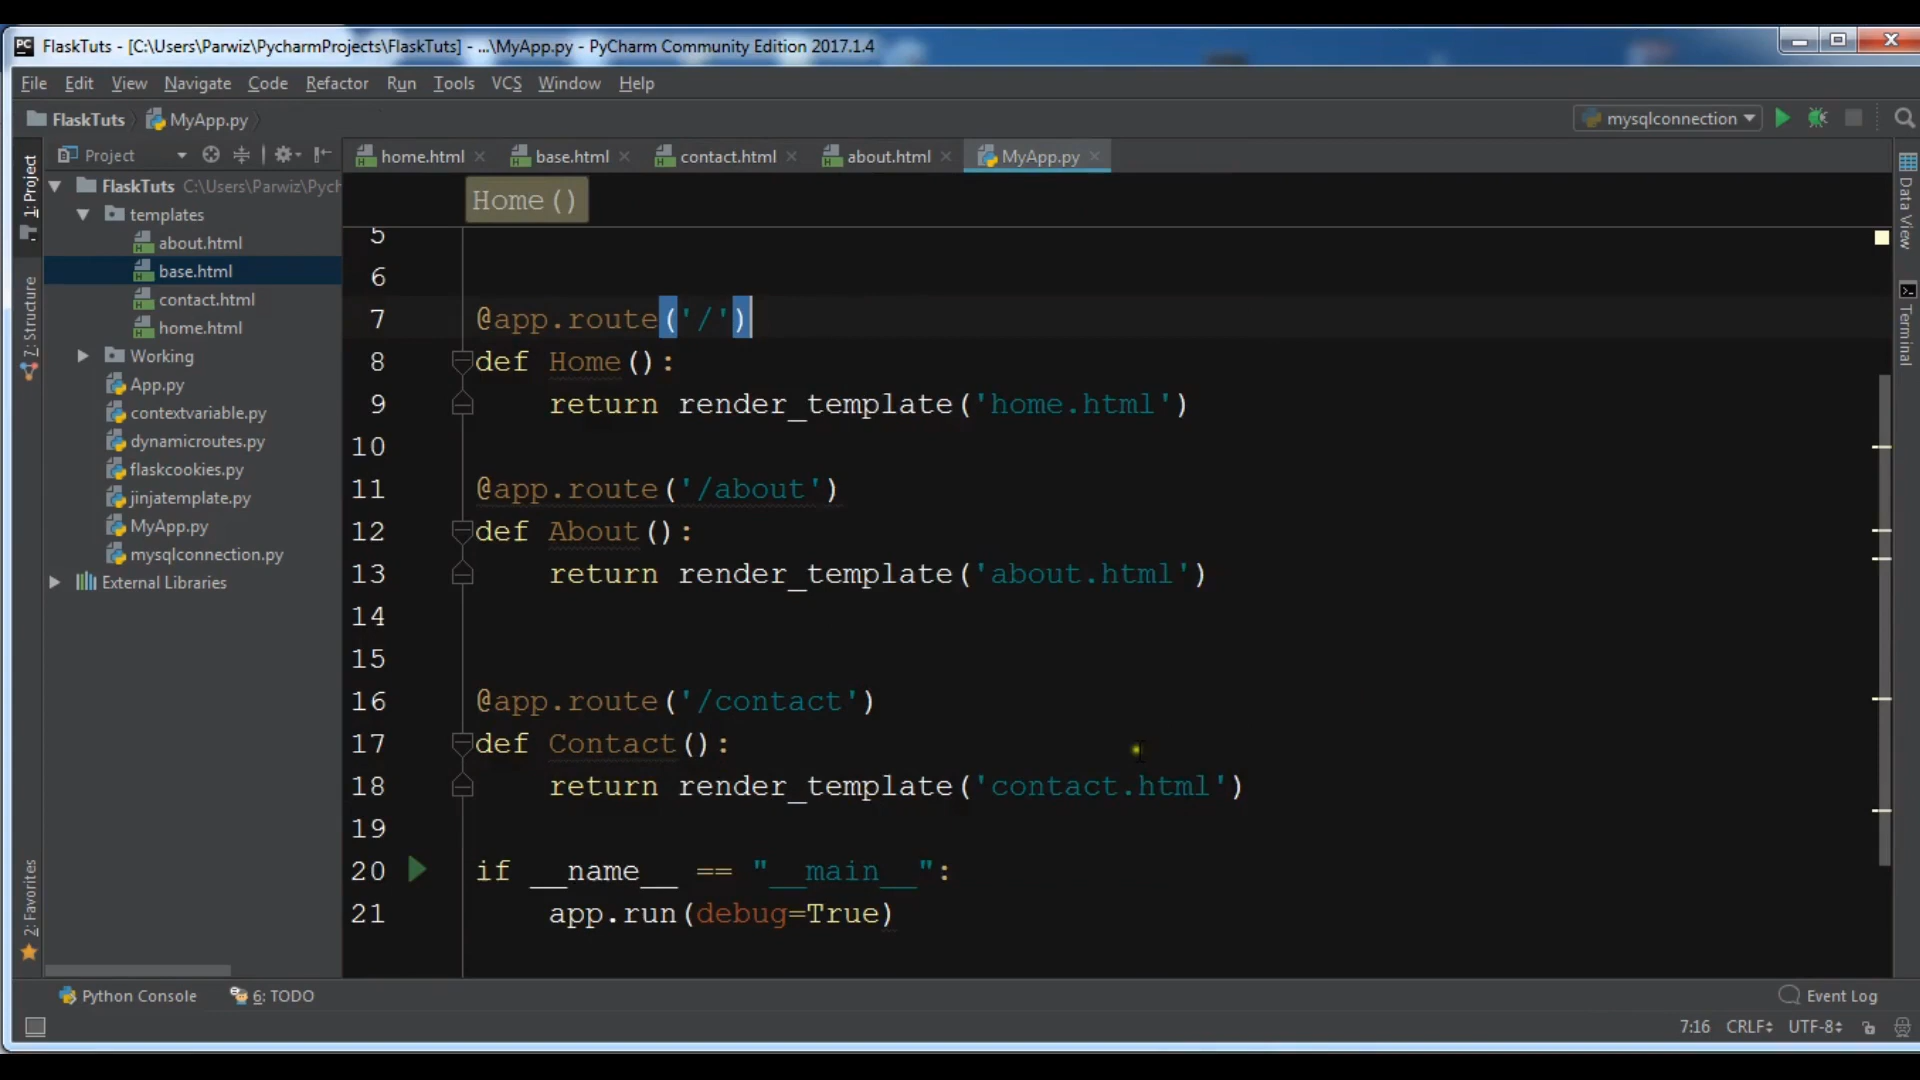 FlaskTuts - [C:\Users\Parwiz\PycharmProjects\FlaskTuts] - ...\MyApp.py - PyCharm Community Edition 2017.1.4
File Edit View Navigate Code Refactor Run Tools VCS Window Help
FlaskTuts MyApp.py mysqlconnection
Project home.html base.html contact.html about.html MyApp.py
FlaskTuts C:\Users\Parwiz\Pych
templates
about.html
base.html
contact.html
home.html
Working
App.py
contextvariable.py
dynamicroutes.py
flaskcookies.py
jinjatemplate.py
MyApp.py
mysqlconnection.py
External Libraries
1: Project
7: Structure
2: Favorites
Home()
5
6
7 @app.route('/')
8 def Home():
9 return render_template('home.html')
10
11 @app.route('/about')
12 def About():
13 return render_template('about.html')
14
15
16 @app.route('/contact')
17 def Contact():
18 return render_template('contact.html')
19
20 if __name__ == "__main__":
21 app.run(debug=True)
Data View
Terminal
Python Console 6: TODO Event Log
7:16 CRLF UTF-8